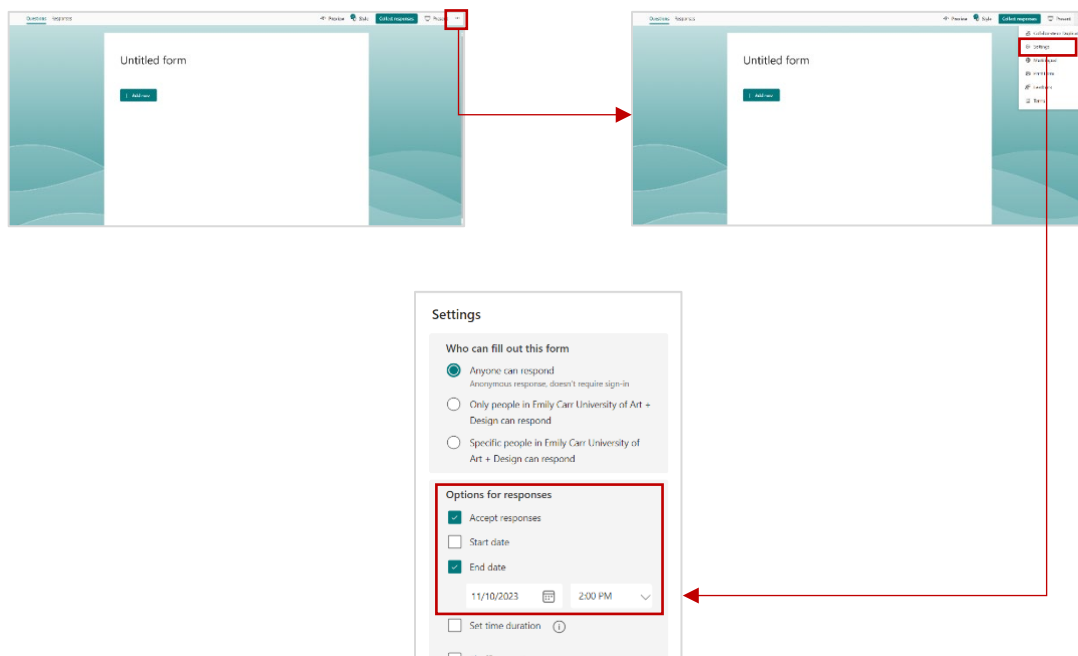 Questions Responses Preview Style Collect responses Present
Untitled form
Add new
Questions Responses Preview Style Collect responses Present
Settings
Untitled form
Add new
Settings
Who can fill out this form
Anyone can respond
Anonymous response, doesn't require sign-in
Only people in Emily Carr University of Art +
Design can respond
Specific people in Emily Carr University of
Art + Design can respond
Options for responses
Accept responses
Start date
End date
11/10/2023 2:00 PM
Set time duration